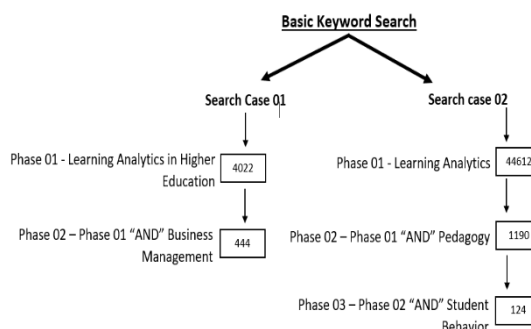 Basic Keyword Search
Search Case 01
Search case 02
Phase 01 - Learning Analytics in Higher
Education
4022
Phase 02 – Phase 01 “AND” Business
Management
444
Phase 01 - Learning Analytics
44612
Phase 02 – Phase 01 “AND” Pedagogy
1190
Phase 03 – Phase 02 “AND” Student
Behavior
124